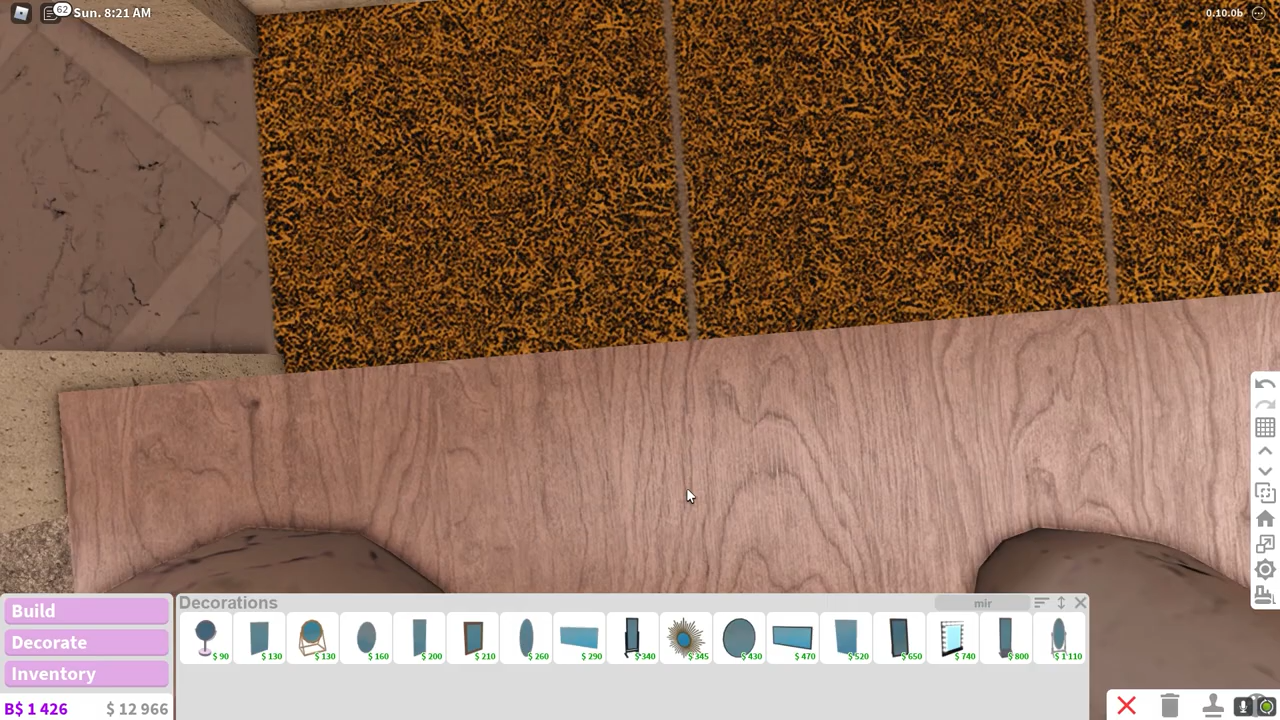 62
Sun. 8:21 AM
0.10.0b
Build
Decorate
Inventory
B$ 1 426 $ 12 966
Decorations
mir
$ 90 $ 130 $ 130 $ 160 $ 200 $ 210 $ 260 $ 290 $ 340 $ 345 $ 430 $ 470 $ 520 $ 650 $ 740 $ 800 $ 1 110